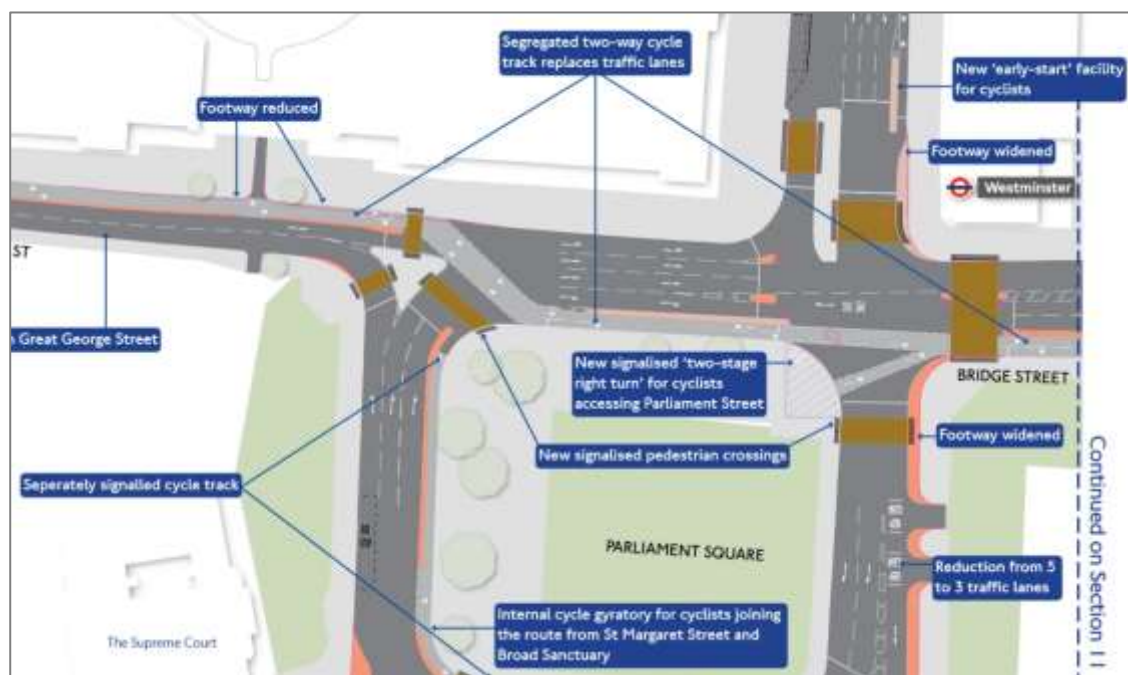 Segregated two-way cycle
track replaces traffic lanes
New 'early-start' facility
for cyclists
Footway reduced
Footway widened
Westminster
ST
Great George Street
New signalised 'two-stage
right turn' for cyclists
accessing Parliament Street
BRIDGE STREET
Footway widened
New signalised pedestrian crossings
Seperately signalled cycle track
PARLIAMENT SQUARE
Reduction from 5
to 3 traffic lanes
Internal cycle gyratory for cyclists joining
the route from St Margaret Street and
Broad Sanctuary
The Supreme Court
Continued on Section 11